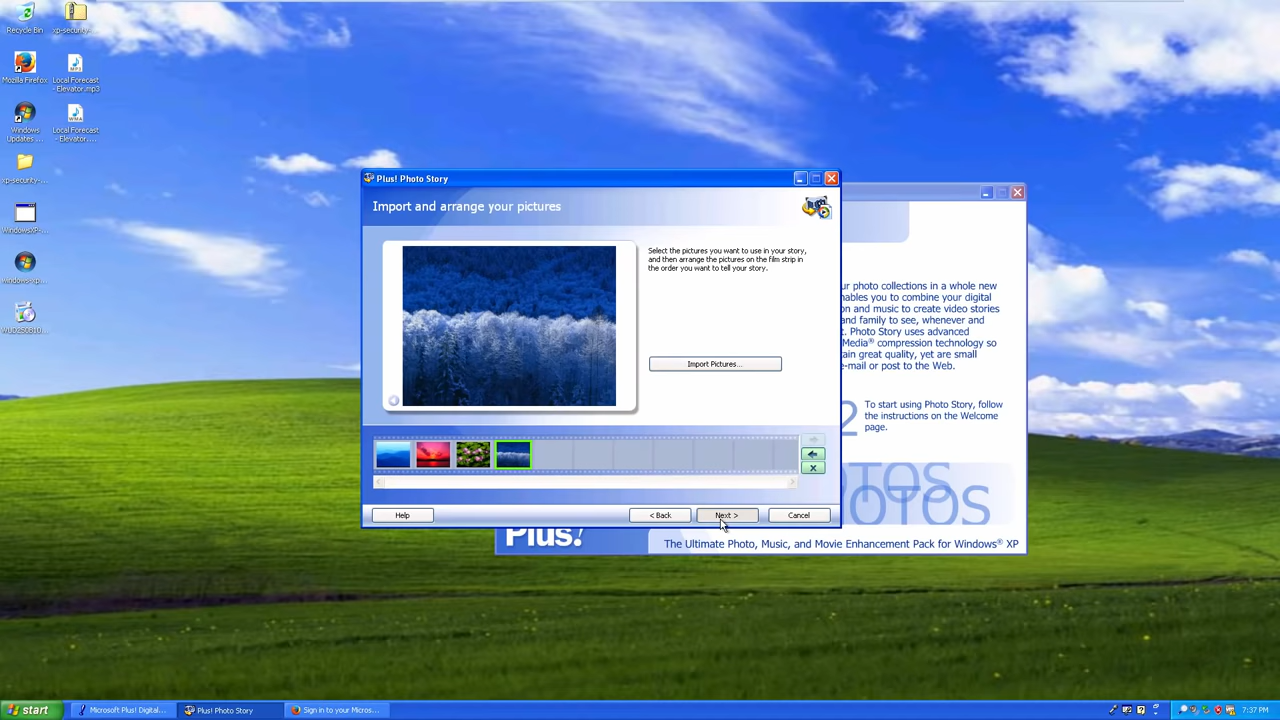 Recycle Bin
xp-security-...
Mozilla Firefox
Local Forecast
- Elevator.mp3
Windows
Updates ...
Local Forecast
- Elevator....
xp-security-...
WindowsXP-...
windows-xp...
Plus! Photo Story
Import and arrange your pictures
Select the pictures you want to use in your story,
and then arrange the pictures on the film strip in
the order you want to tell your story.
Import Pictures...
Help
< Back
Next >
Cancel
ur photo collections in a whole new
nables you to combine your digital
on and music to create video stories
and family to see, whenever and
t. Photo Story uses advanced
Media® compression technology so
ain great quality, yet are small
e-mail or post to the Web.
2
To start using Photo Story, follow
the instructions on the Welcome
page.
OTOS
OTOS
Plus!
The Ultimate Photo, Music, and Movie Enhancement Pack for Windows® XP
start
Microsoft Plus! Digital...
Plus! Photo Story
Sign in to your Micros...
7:37 PM